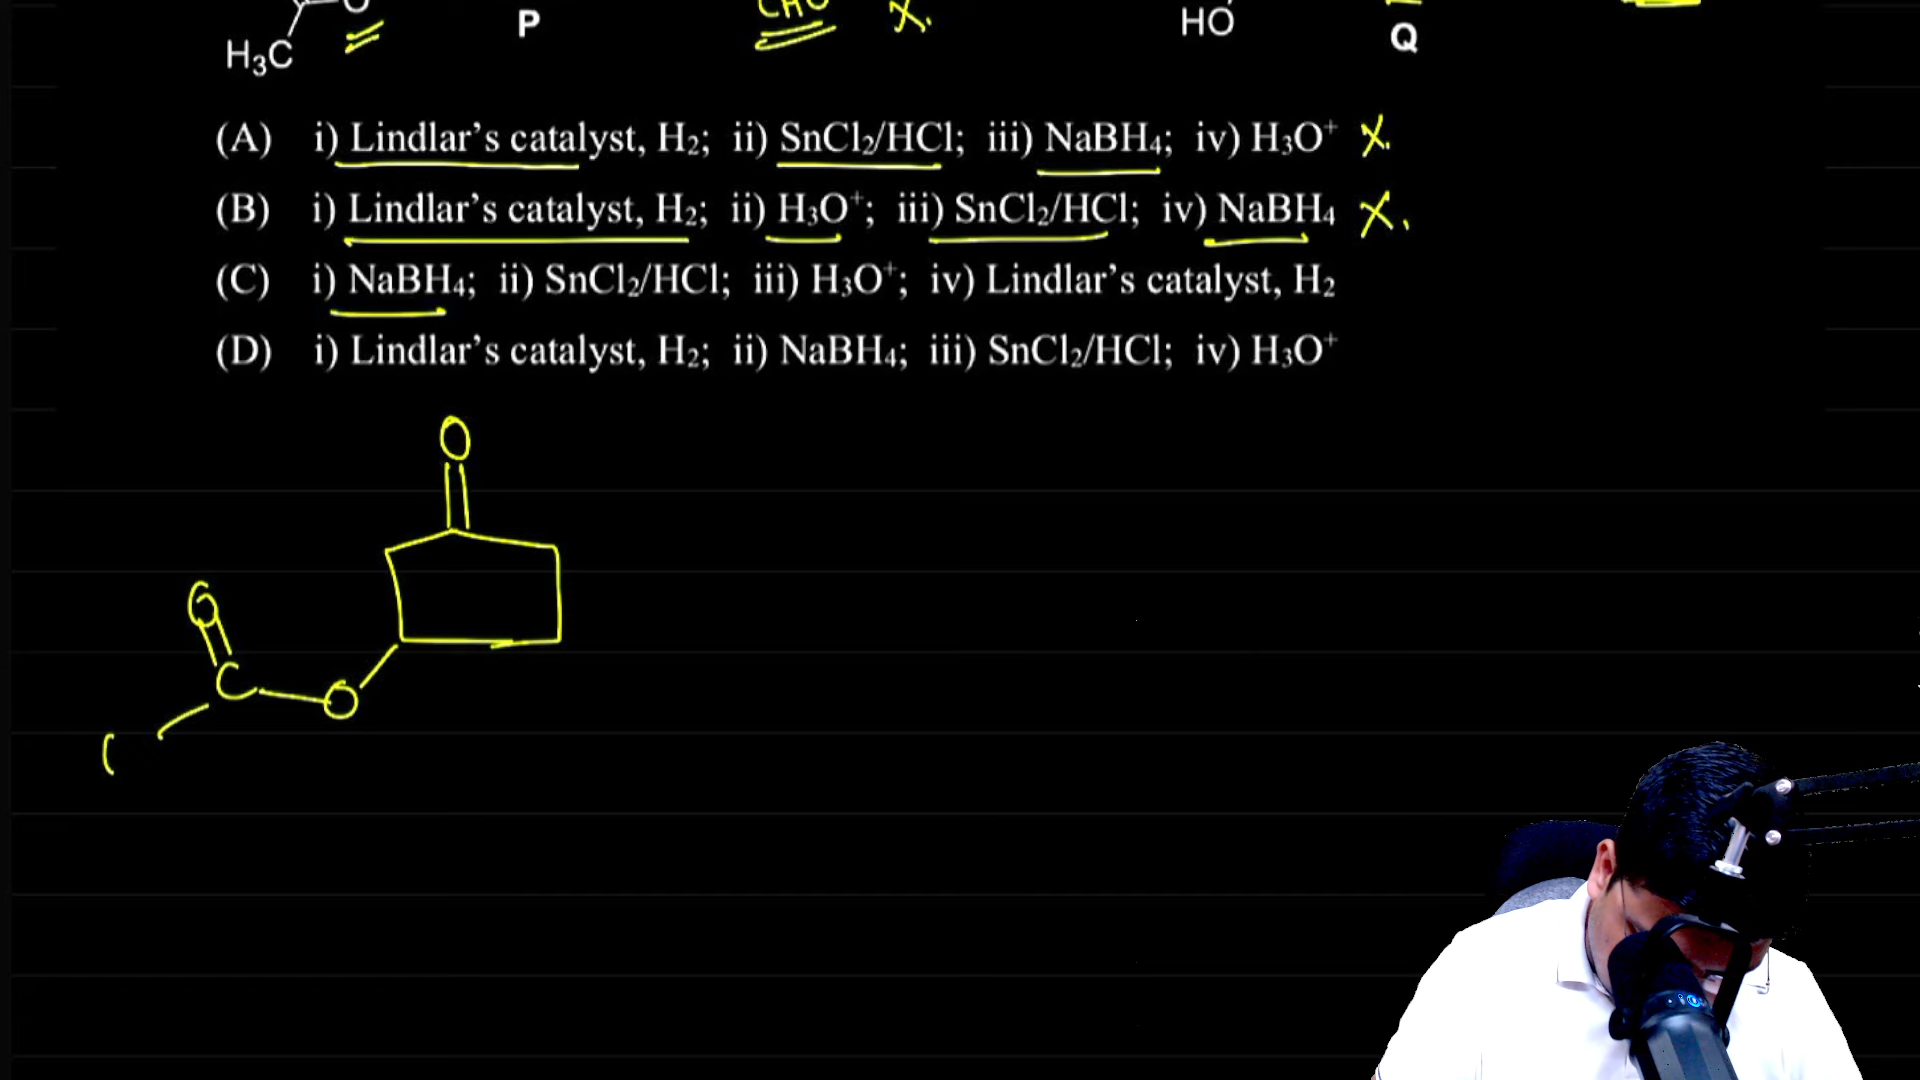 O P CHO X. HO Q
H₃C
(A) i) Lindlar’s catalyst, H₂; ii) SnCl₂/HCl; iii) NaBH₄; iv) H₃O⁺ X.
(B) i) Lindlar’s catalyst, H₂; ii) H₃O⁺; iii) SnCl₂/HCl; iv) NaBH₄ X.
(C) i) NaBH₄; ii) SnCl₂/HCl; iii) H₃O⁺; iv) Lindlar’s catalyst, H₂
(D) i) Lindlar’s catalyst, H₂; ii) NaBH₄; iii) SnCl₂/HCl; iv) H₃O⁺
O
O
C O
(